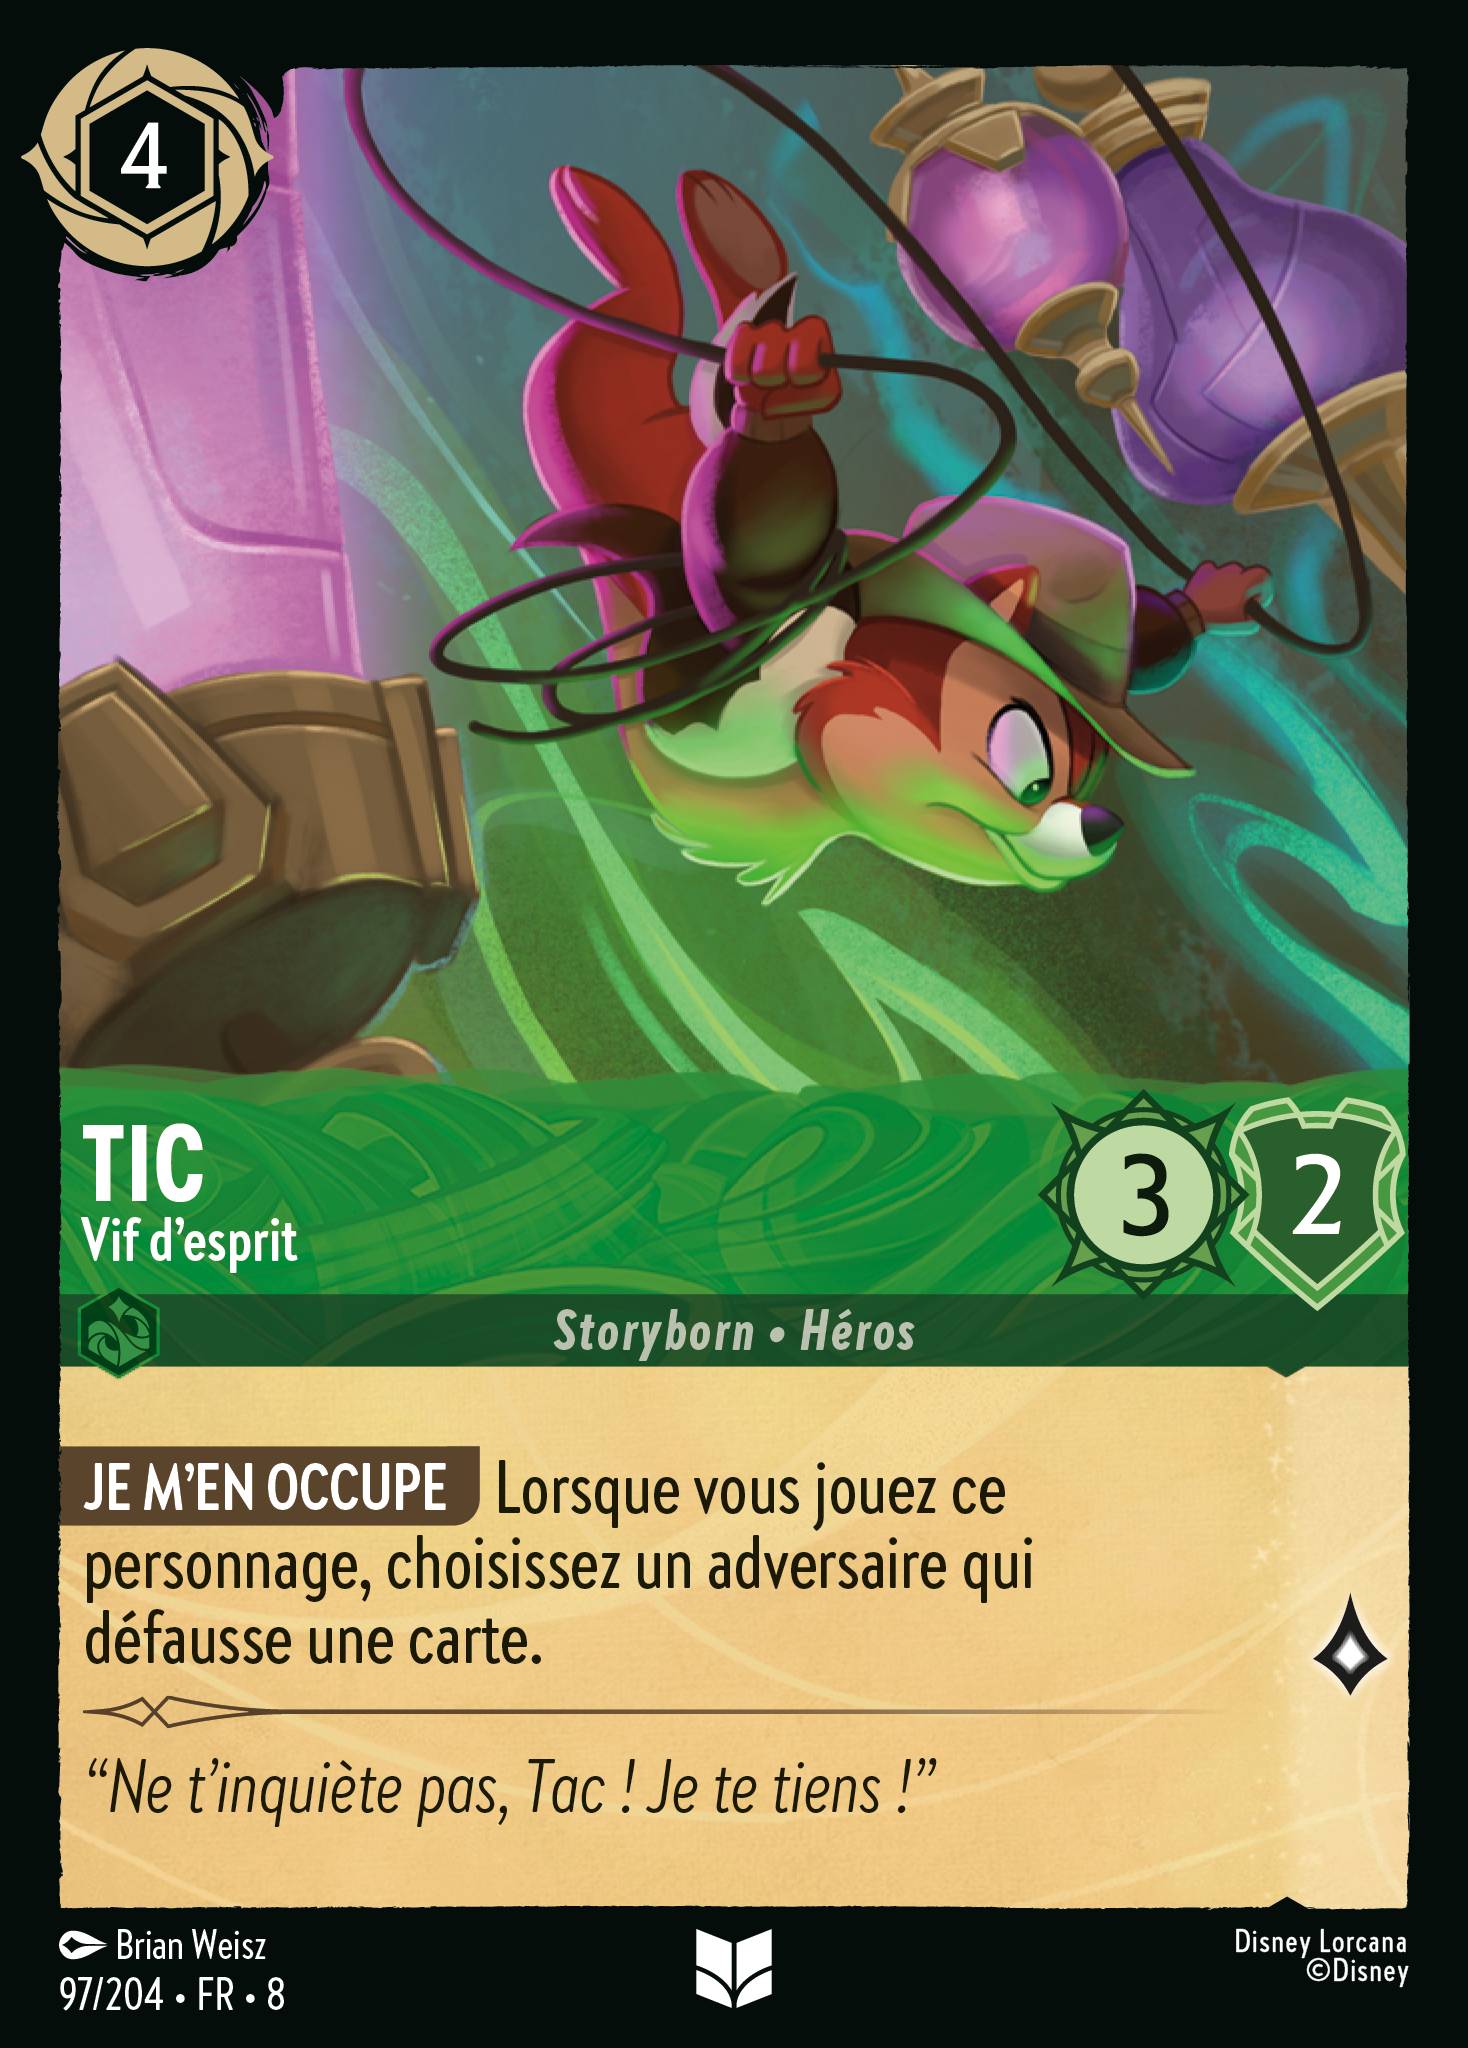 4
TIC
Vif d’esprit
3
2
Storyborn • Héros
JE M’EN OCCUPE Lorsque vous jouez ce
personnage, choisissez un adversaire qui
défausse une carte.
“Ne t’inquiète pas, Tac ! Je te tiens !”
Brian Weisz
97/204 • FR • 8
Disney Lorcana
©Disney